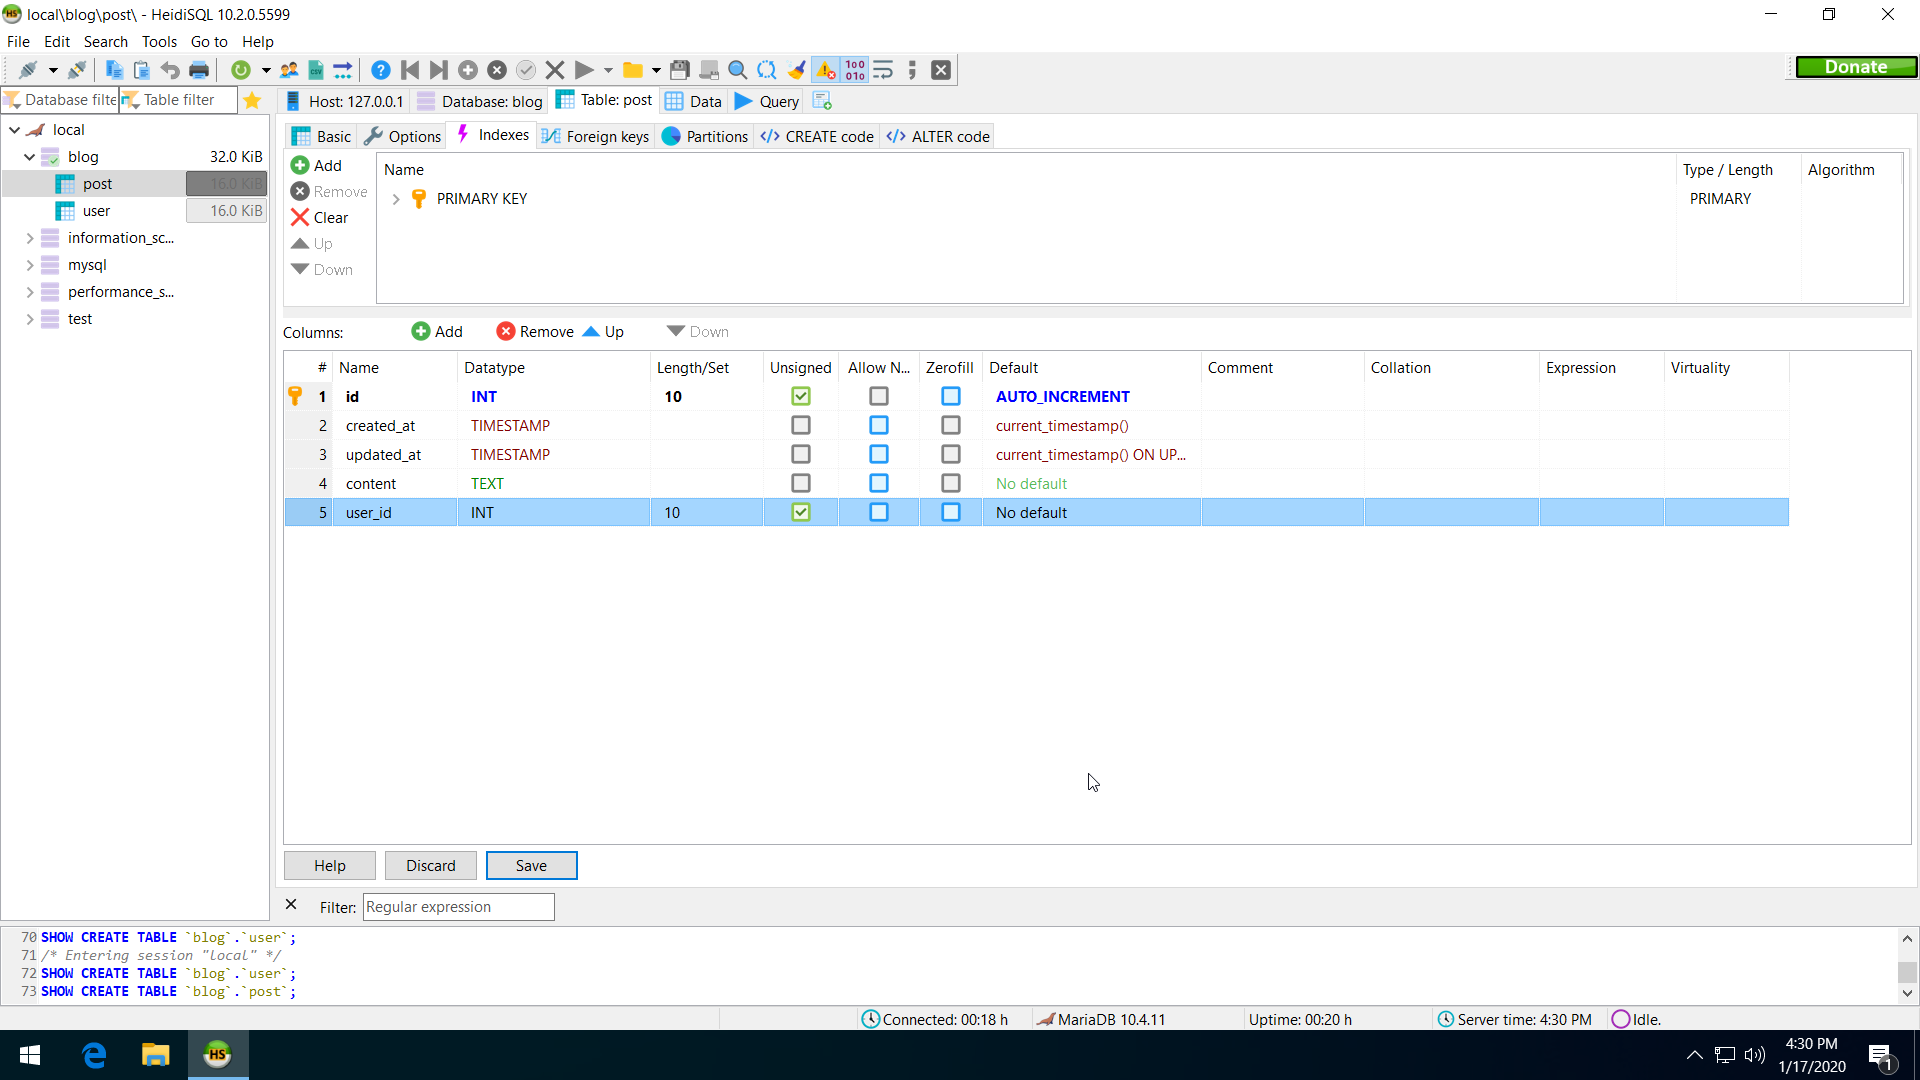 local\blog\post\ - HeidiSQL 10.2.0.5599
File Edit Search Tools Go to Help
Donate
Database filte Table filter
Host: 127.0.0.1 Database: blog Table: post Data Query
local
blog 32.0 KiB
post 16.0 KiB
user 16.0 KiB
information_sc...
mysql
performance_s...
test
Basic Options Indexes Foreign keys Partitions CREATE code ALTER code
Add
Remove
Clear
Up
Down
Name Type / Length Algorithm
PRIMARY KEY PRIMARY
Columns: Add Remove Up Down
# Name Datatype Length/Set Unsigned Allow N... Zerofill Default Comment Collation Expression Virtuality
1 id INT 10 AUTO_INCREMENT
2 created_at TIMESTAMP current_timestamp()
3 updated_at TIMESTAMP current_timestamp() ON UP...
4 content TEXT No default
5 user_id INT 10 No default
Help Discard Save
Filter: Regular expression
70 SHOW CREATE TABLE `blog`.`user`;
71 /* Entering session "local" */
72 SHOW CREATE TABLE `blog`.`user`;
73 SHOW CREATE TABLE `blog`.`post`;
Connected: 00:18 h MariaDB 10.4.11 Uptime: 00:20 h Server time: 4:30 PM Idle.
HS
4:30 PM
1/17/2020
1